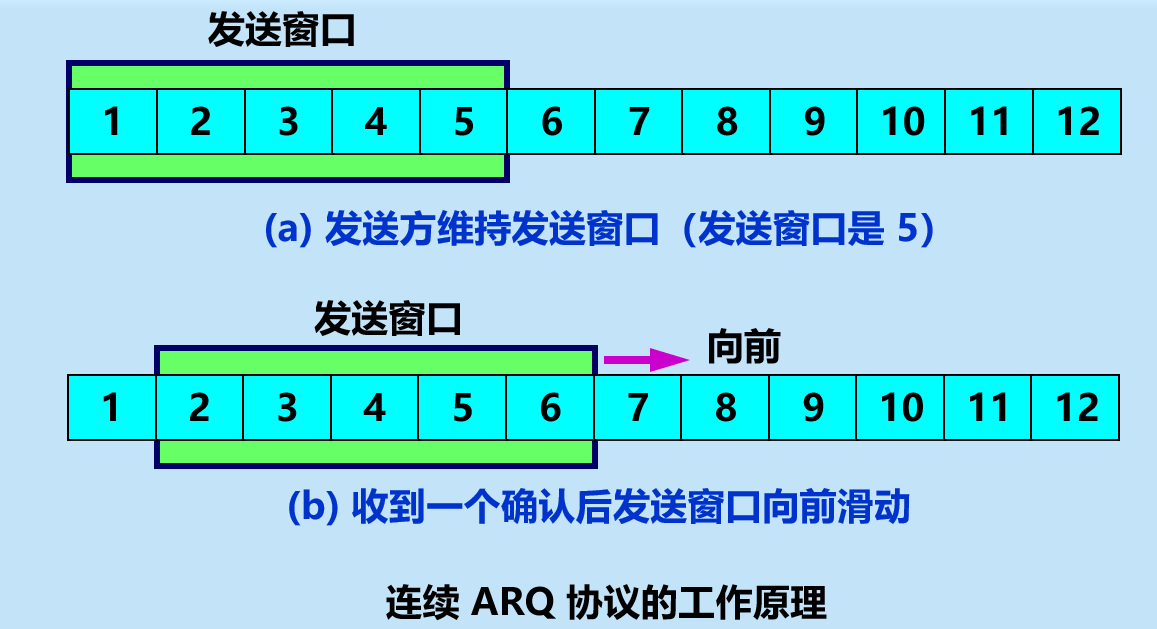 发送窗口
1 2 3 4 5 6 7 8 9 10 11 12
(a) 发送方维持发送窗口（发送窗口是 5）
发送窗口
向前
1 2 3 4 5 6 7 8 9 10 11 12
(b) 收到一个确认后发送窗口向前滑动
连续 ARQ 协议的工作原理